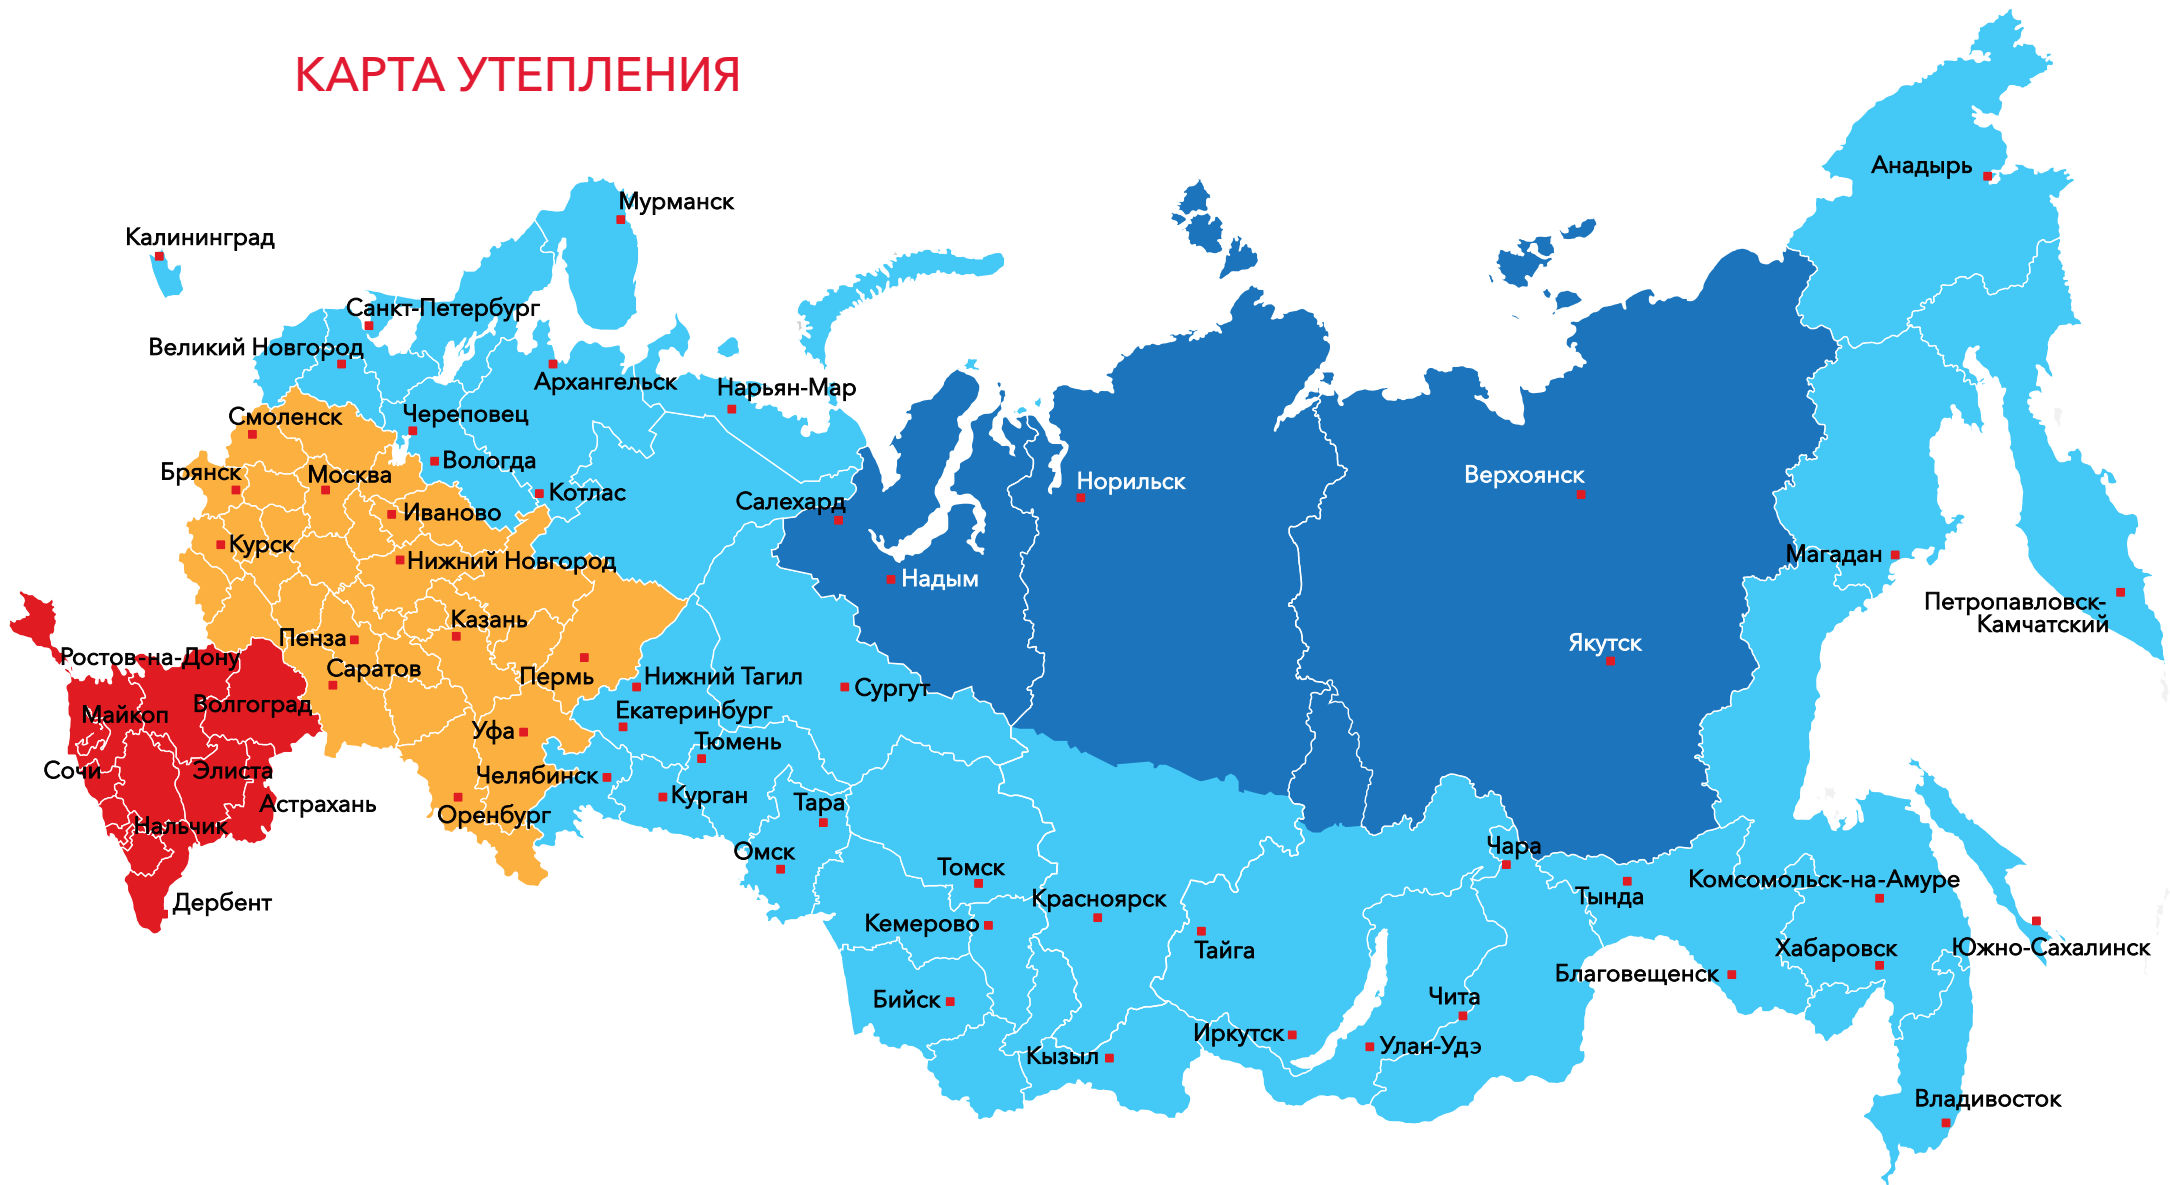 КАРТА УТЕПЛЕНИЯ
Анадырь
Мурманск
Калининград
Санкт-Петербург
Великий Новгород
Архангельск
Нарьян-Мар
Смоленск
Череповец
Вологда
Брянск
Москва
Котлас
Салехард
Норильск
Верхоянск
Иваново
Курск
Нижний Новгород
Надым
Магадан
Петропавловск-
Камчатский
Казань
Пенза
Якутск
Ростов-на-Дону
Саратов
Пермь
Нижний Тагил
Сургут
Волгоград
Майкоп
Екатеринбург
Уфа
Тюмень
Сочи
Элиста
Челябинск
Курган
Астрахань
Тара
Оренбург
Нальчик
Омск
Чара
Томск
Тында
Комсомольск-на-Амуре
Красноярск
Дербент
Кемерово
Тайга
Хабаровск
Южно-Сахалинск
Благовещенск
Бийск
Чита
Иркутск
Улан-Удэ
Кызыл
Владивосток